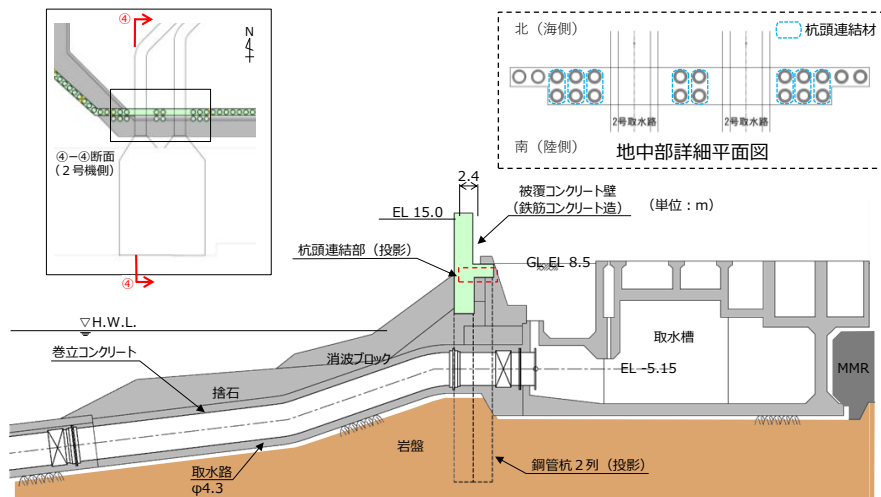 ④
N
④－④断面
（２号機側）
④
北（海側）
杭頭連結材
2号取水路
2号取水路
南（陸側）
地中部詳細平面図
2.4
EL 15.0
被覆コンクリート壁
（鉄筋コンクリート造）
（単位：m）
杭頭連結部（投影）
GL EL 8.5
▽H.W.L.
巻立コンクリート
消波ブロック
捨石
取水槽
EL -5.15
MMR
岩盤
取水路
φ4.3
鋼管杭２列（投影）